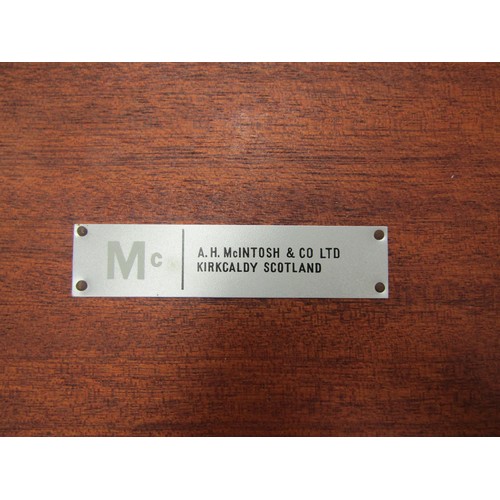 Mc
A. H. McINTOSH & CO LTD
KIRKCALDY SCOTLAND